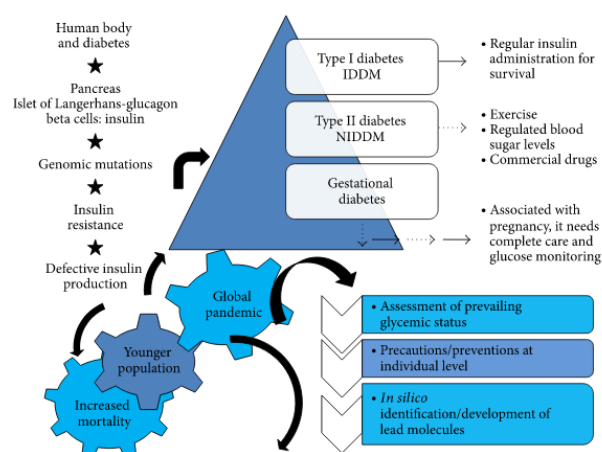 Human body
and diabetes
Pancreas
Islet of Langerhans-glucagon
beta cells: insulin
Genomic mutations
Insulin
resistance
Defective insulin
production
Type I diabetes
IDDM
• Regular insulin
administration for
survival
Type II diabetes
NIDDM
• Exercise
• Regulated blood
sugar levels
• Commercial drugs
Gestational
diabetes
• Associated with
pregnancy, it needs
complete care and
glucose monitoring
Global
pandemic
Younger
population
Increased
mortality
• Assessment of prevailing
glycemic status
• Precautions/preventions at
individual level
• In silico
identification/development of
lead molecules